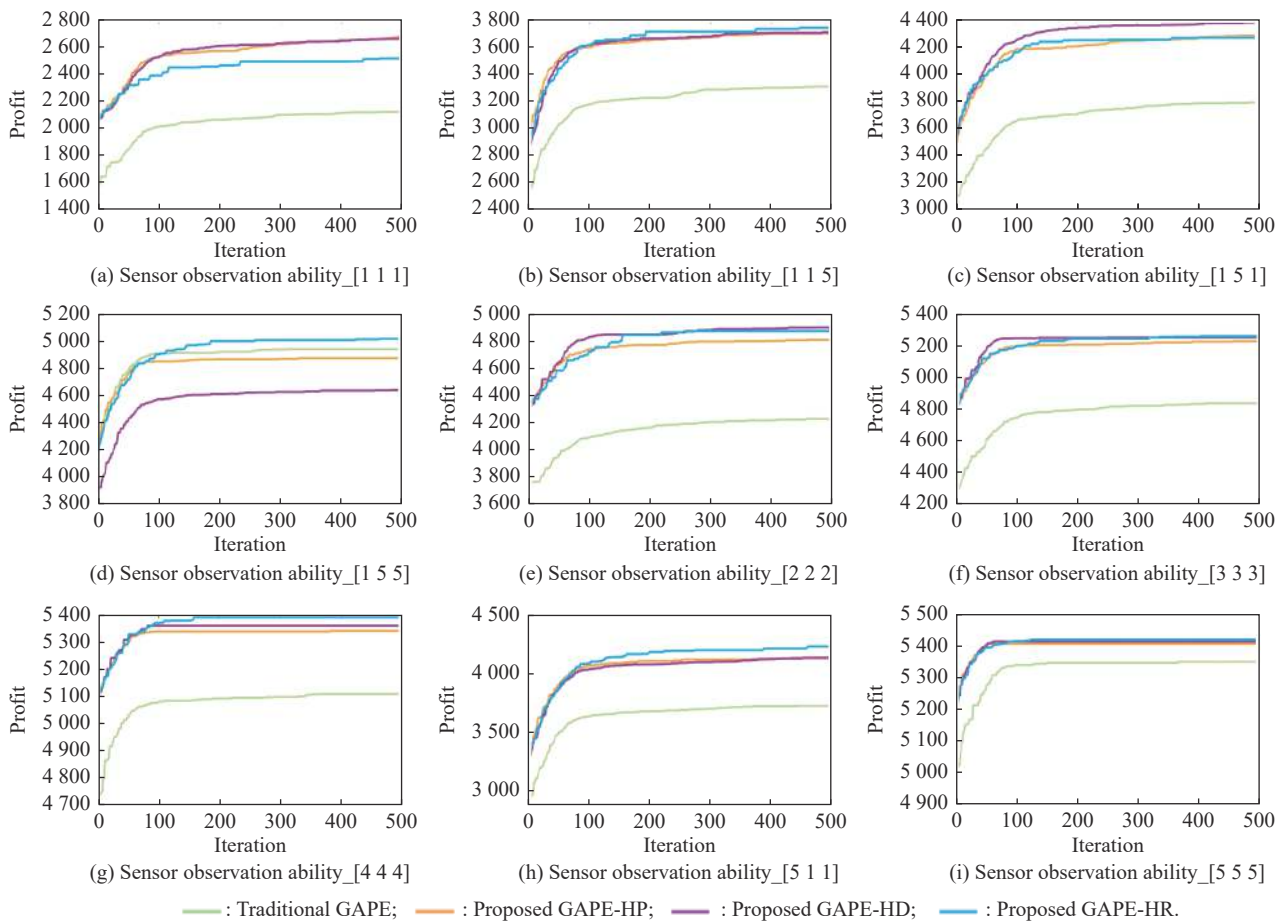 2 800
2 600
2 400
2 200
2 000
1 800
1 600
1 400
Profit
0 100 200 300 400 500
Iteration
(a) Sensor observation ability_[1 1 1]
4 000
3 800
3 600
3 400
3 200
3 000
2 800
2 600
2 400
Profit
0 100 200 300 400 500
Iteration
(b) Sensor observation ability_[1 1 5]
4 400
4 200
4 000
3 800
3 600
3 400
3 200
3 000
Profit
0 100 200 300 400 500
Iteration
(c) Sensor observation ability_[1 5 1]
5 200
5 000
4 800
4 600
4 400
4 200
4 000
3 800
Profit
0 100 200 300 400 500
Iteration
(d) Sensor observation ability_[1 5 5]
5 000
4 800
4 600
4 400
4 200
4 000
3 800
3 600
Profit
0 100 200 300 400 500
Iteration
(e) Sensor observation ability_[2 2 2]
5 400
5 200
5 000
4 800
4 600
4 400
4 200
Profit
0 100 200 300 400 500
Iteration
(f) Sensor observation ability_[3 3 3]
5 400
5 300
5 200
5 100
5 000
4 900
4 800
4 700
Profit
0 100 200 300 400 500
Iteration
(g) Sensor observation ability_[4 4 4]
4 500
4 000
3 500
3 000
Profit
0 100 200 300 400 500
Iteration
(h) Sensor observation ability_[5 1 1]
5 500
5 400
5 300
5 200
5 100
5 000
4 900
Profit
0 100 200 300 400 500
Iteration
(i) Sensor observation ability_[5 5 5]
: Traditional GAPE; : Proposed GAPE-HP; : Proposed GAPE-HD; : Proposed GAPE-HR.